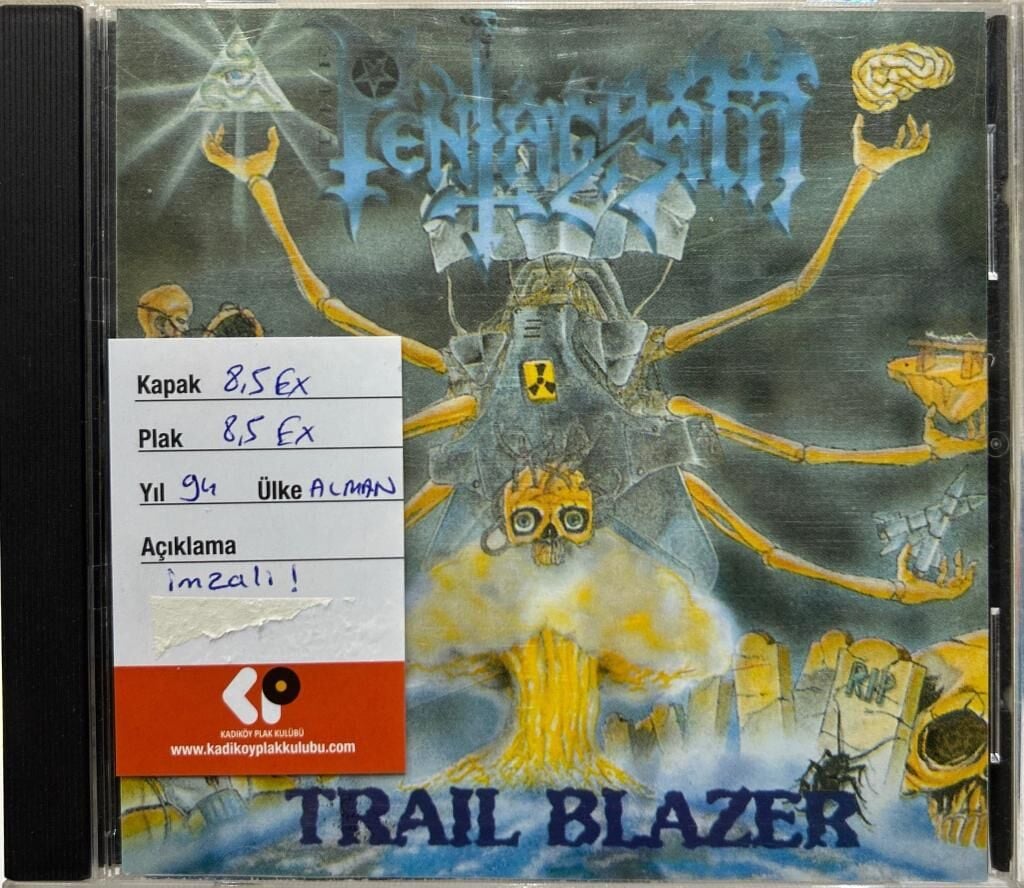 PENTAGRAM
Kapak 8,5 EX
Plak 8,5 EX
Yıl 94 Ülke ALMAN
Açıklama
imzalı !
KADIKÖY PLAK KULÜBÜ
www.kadikoyplakkulubu.com
RIP
TRAIL BLAZER